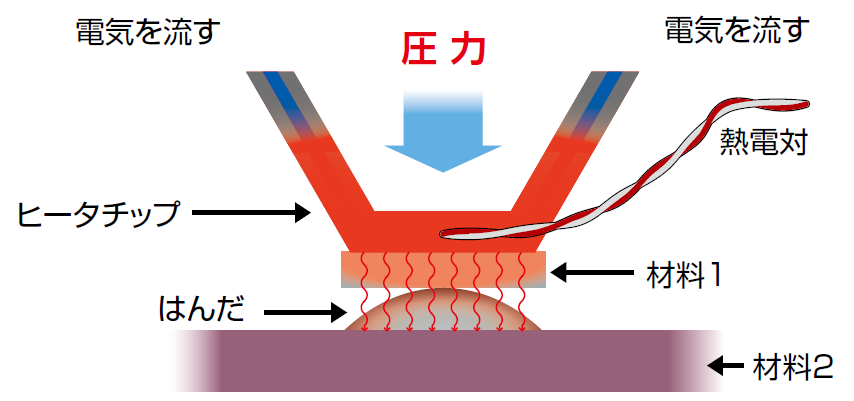 電気を流す
圧力
電気を流す
熱電対
ヒータチップ
材料1
はんだ
材料2